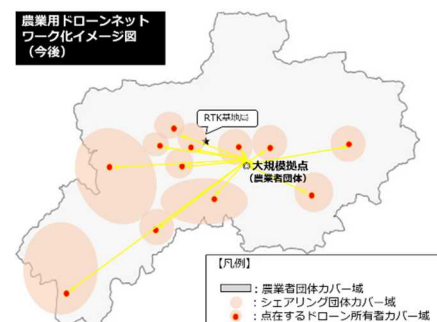 農業用ドローンネット
ワーク化イメージ図
（今後）
RTK基地局
大規模拠点
（農業者団体）
【凡例】
：農業者団体カバー域
：シェアリング団体カバー域
：点在するドローン所有者カバー域